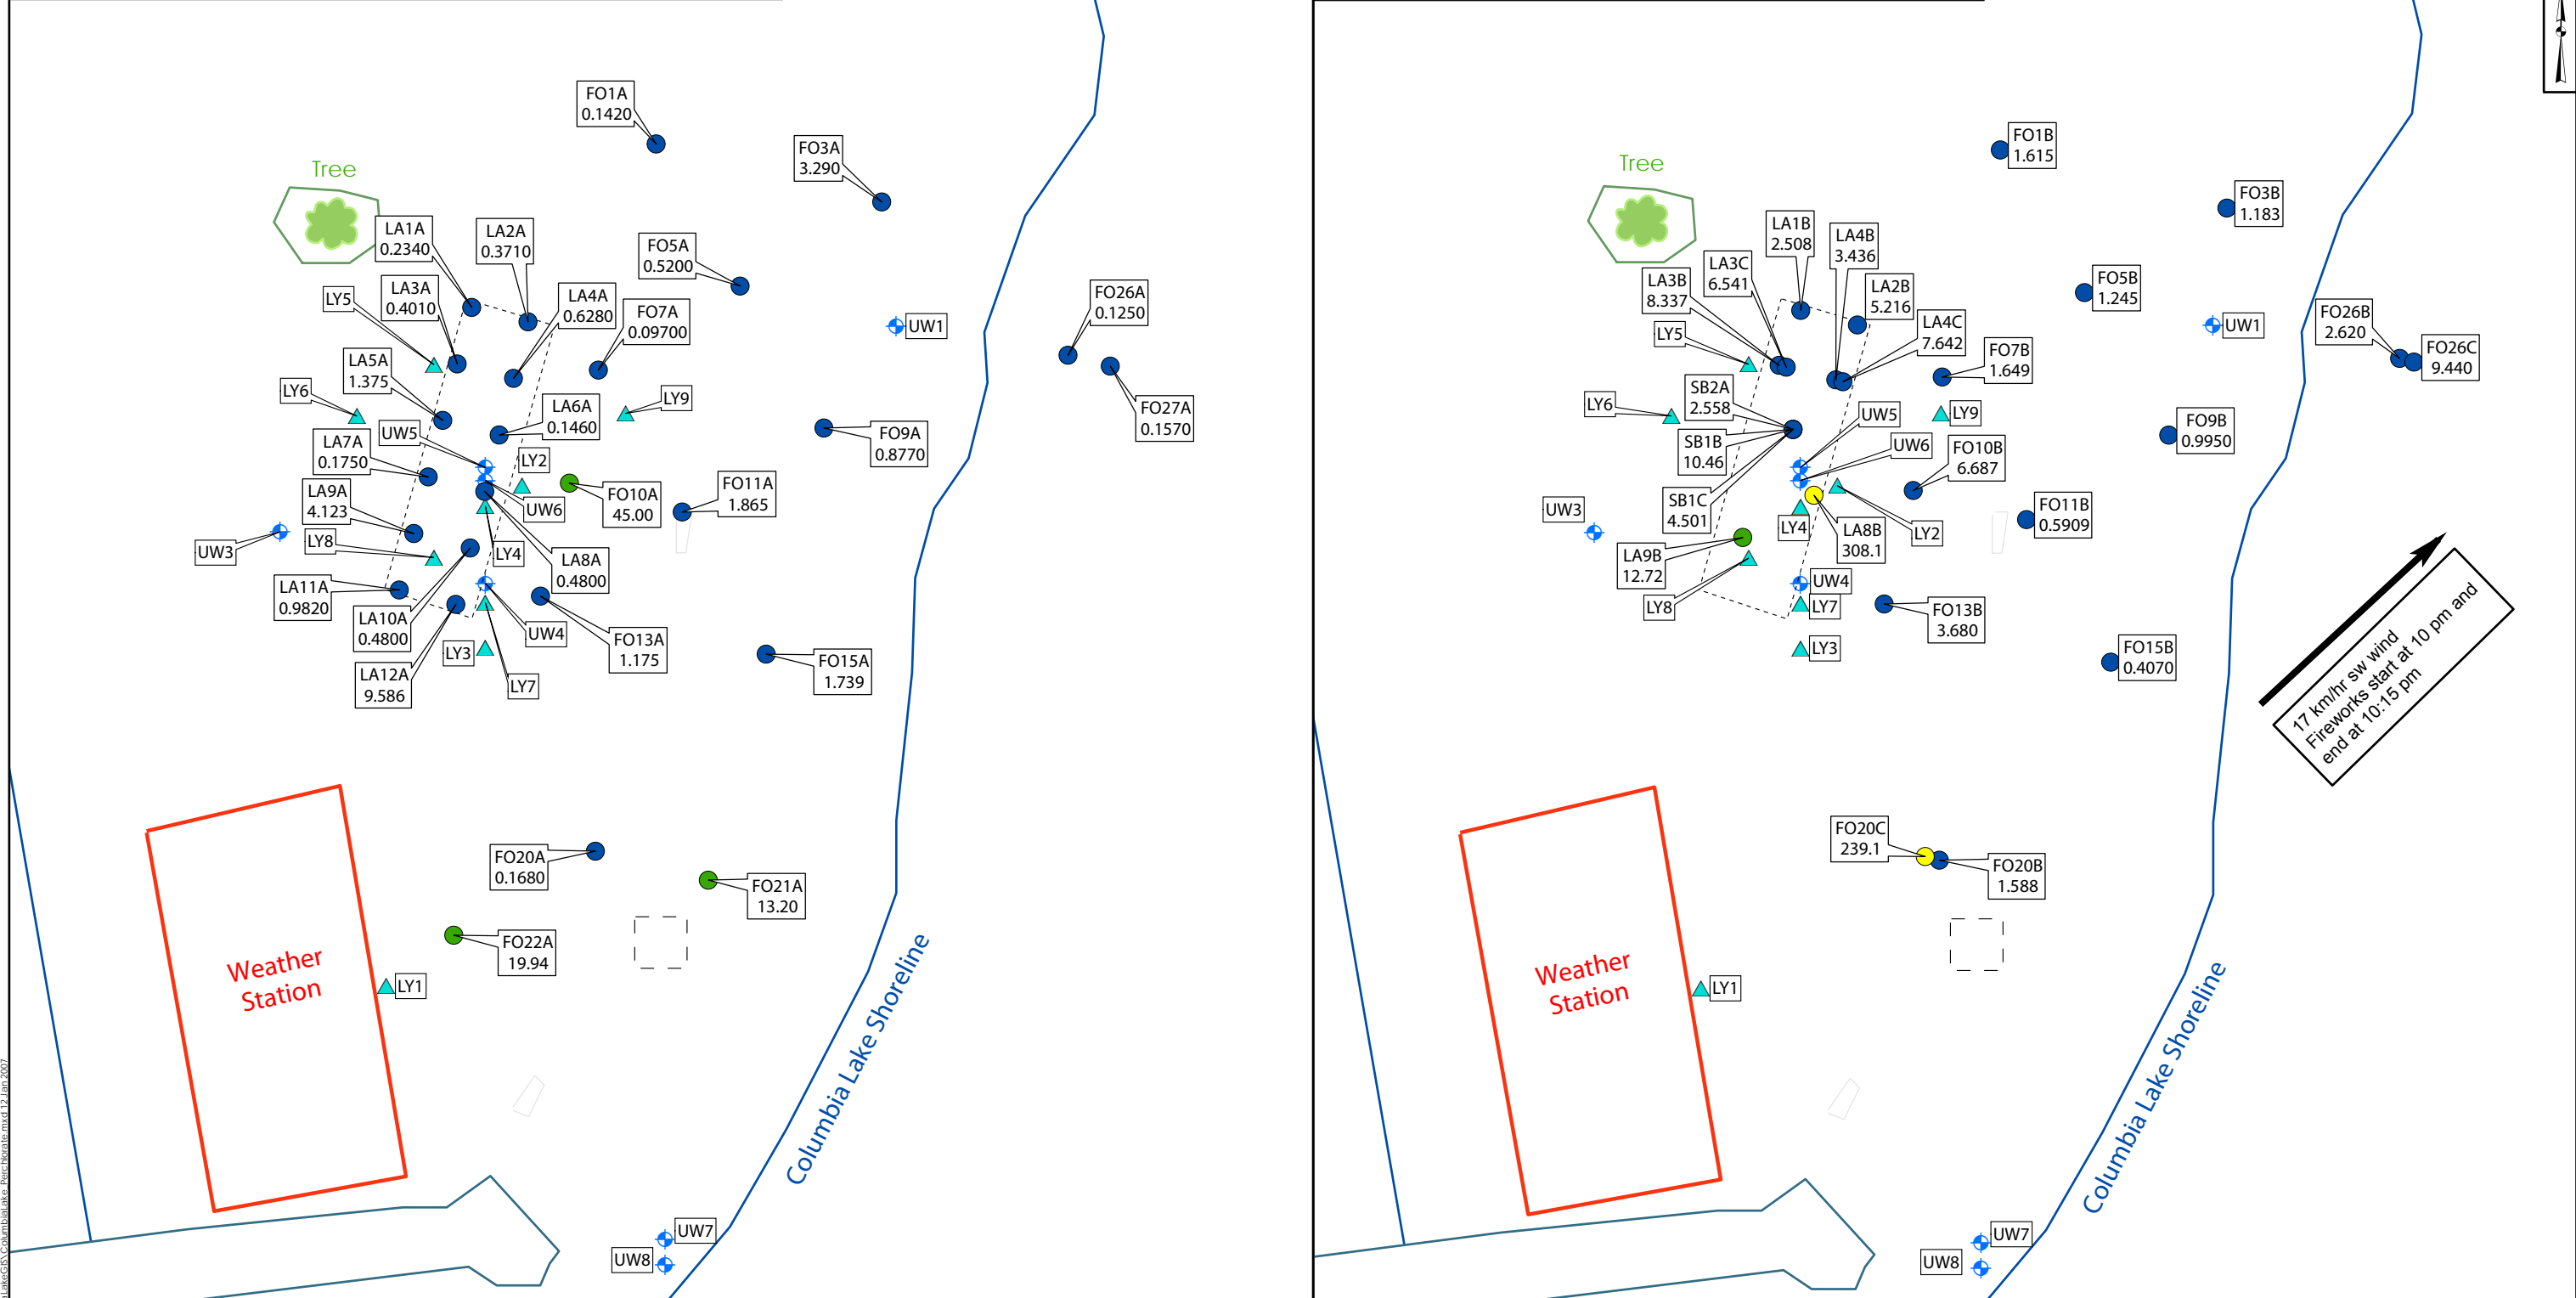 FO1A
0.1420
FO3A
3.290
Tree
LA1A
0.2340
LA2A
0.3710
FO5A
0.5200
LY5
LA3A
0.4010
LA4A
0.6280
FO7A
0.09700
FO26A
0.1250
UW1
LA5A
1.375
LY6
LA6A
0.1460
LY9
FO27A
0.1570
UW5
LA7A
0.1750
LY2
FO9A
0.8770
LA9A
4.123
UW6
FO10A
45.00
FO11A
1.865
UW3
LY8
LY4
LA8A
0.4800
LA11A
0.9820
LA10A
0.4800
UW4
FO13A
1.175
LY3
LA12A
9.586
LY7
FO15A
1.739
FO20A
0.1680
FO21A
13.20
FO22A
19.94
Weather
Station
LY1
Columbia Lake Shoreline
UW7
UW8
LakeGIS\ColumbiaLake_Perchlorate.mxd 12 Jan 2007
FO1B
1.615
Tree
FO3B
1.183
LA1B
2.508
LA4B
3.436
LA3C
6.541
LA3B
8.337
LA2B
5.216
FO5B
1.245
LY5
LA4C
7.642
UW1
FO26B
2.620
FO26C
9.440
FO7B
1.649
LY6
SB2A
2.558
UW5
LY9
SB1B
10.46
UW6
FO10B
6.687
FO9B
0.9950
UW3
SB1C
4.501
LY4
LA8B
308.1
LY2
FO11B
0.5909
LA9B
12.72
UW4
LY8
LY7
FO13B
3.680
LY3
FO15B
0.4070
17 km/hr sw wind
Fireworks start at 10 pm and
end at 10:15 pm
FO20C
239.1
FO20B
1.588
Weather
Station
LY1
Columbia Lake Shoreline
UW7
UW8